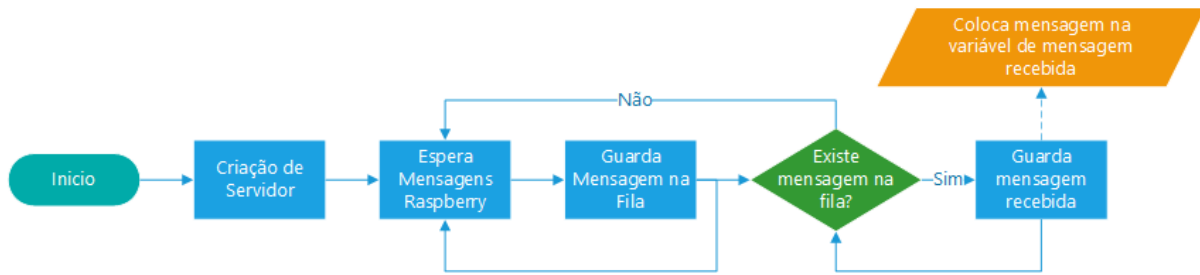 Coloca mensagem na
variável de mensagem
recebida
Não
Inicio
Criação de
Servidor
Espera
Mensagens
Raspberry
Guarda
Mensagem na
Fila
Existe
mensagem na
fila?
Sim
Guarda
mensagem
recebida